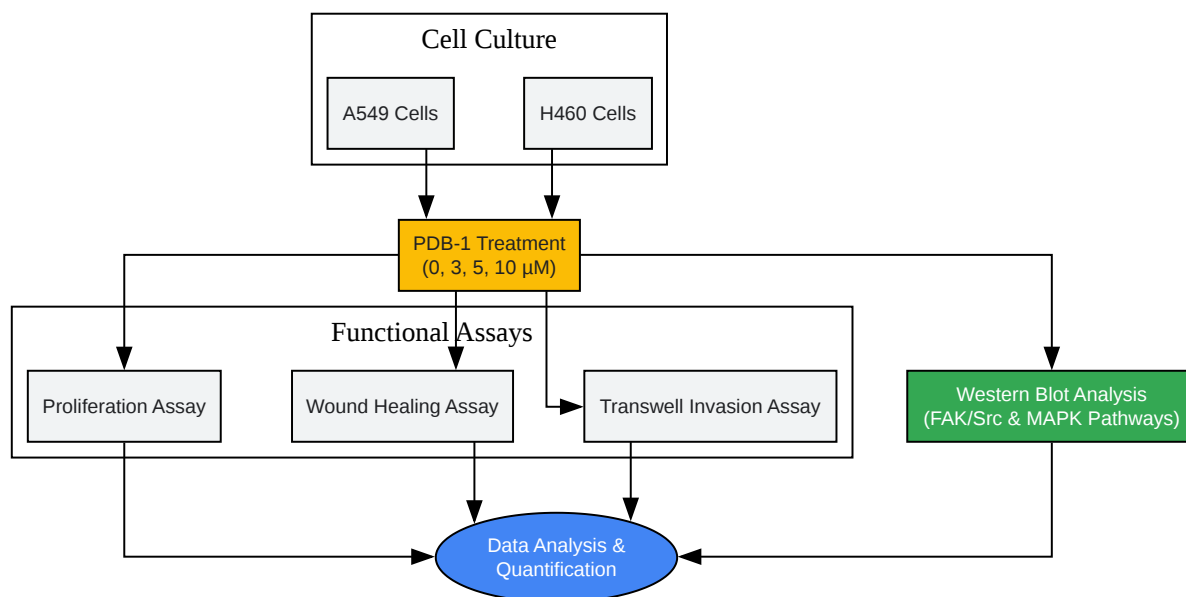 Cell Culture
A549 Cells
H460 Cells
PDB-1 Treatment
(0, 3, 5, 10 µM)
Functional Assays
Proliferation Assay
Wound Healing Assay
Transwell Invasion Assay
Western Blot Analysis
(FAK/Src & MAPK Pathways)
Data Analysis &
Quantification